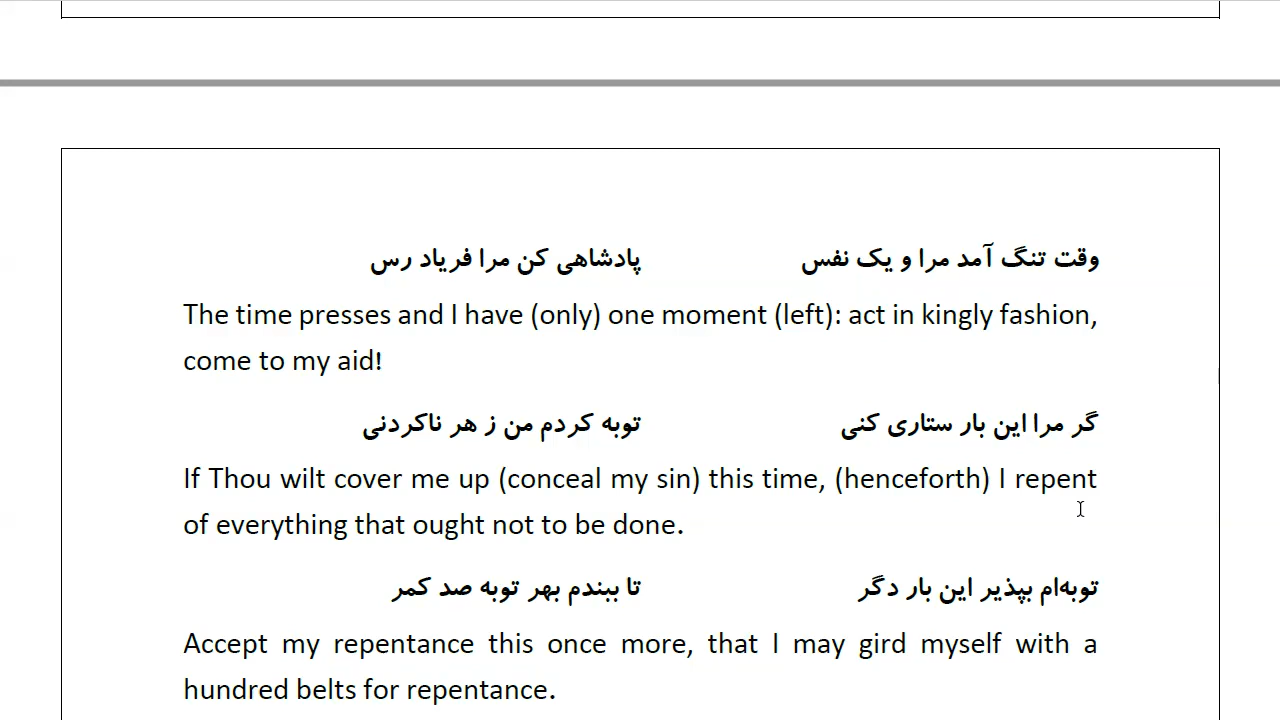 وقت تنگ آمد مرا و یک نفس پادشاهی کن مرا فریاد رس
The time presses and I have (only) one moment (left): act in kingly fashion,
come to my aid!
گر مرا این بار ستاری کنی توبه کردم من ز هر ناکردنی
If Thou wilt cover me up (conceal my sin) this time, (henceforth) I repent
of everything that ought not to be done.
توبه‌ام بپذیر این بار دگر تا ببندم بهر توبه صد کمر
Accept my repentance this once more, that I may gird myself with a
hundred belts for repentance.